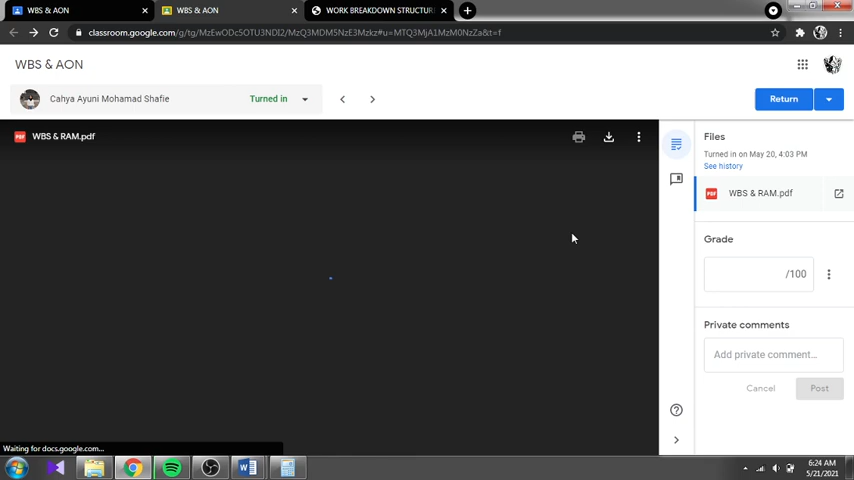 WBS & AON
WBS & AON
WORK BREAKDOWN STRUCTUR
classroom.google.com/g/tg/MzEwODc5OTU3NDI2/MzQ3MDM5NzE3Mzkz#u=MTQ3MjA1MzM0NzZa&t=f
WBS & AON
Cahya Ayuni Mohamad Shafie
Turned in
Return
PDF WBS & RAM.pdf
Files
Turned in on May 20, 4:03 PM
See history
PDF WBS & RAM.pdf
Grade
/100
Private comments
Add private comment...
Cancel Post
Waiting for docs.google.com...
6:24 AM
5/21/2021